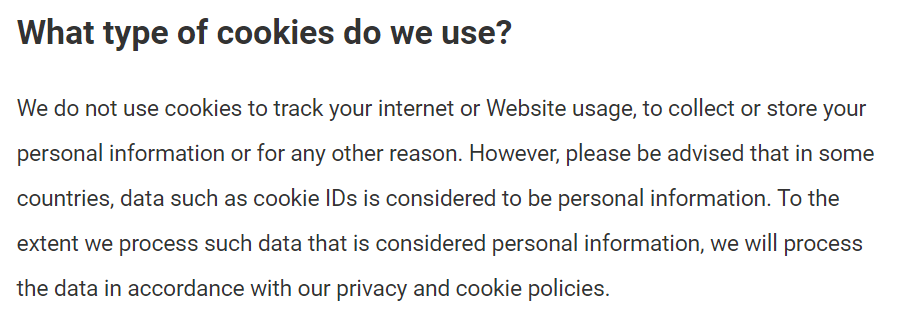 What type of cookies do we use?
We do not use cookies to track your internet or Website usage, to collect or store your
personal information or for any other reason. However, please be advised that in some
countries, data such as cookie IDs is considered to be personal information. To the
extent we process such data that is considered personal information, we will process
the data in accordance with our privacy and cookie policies.